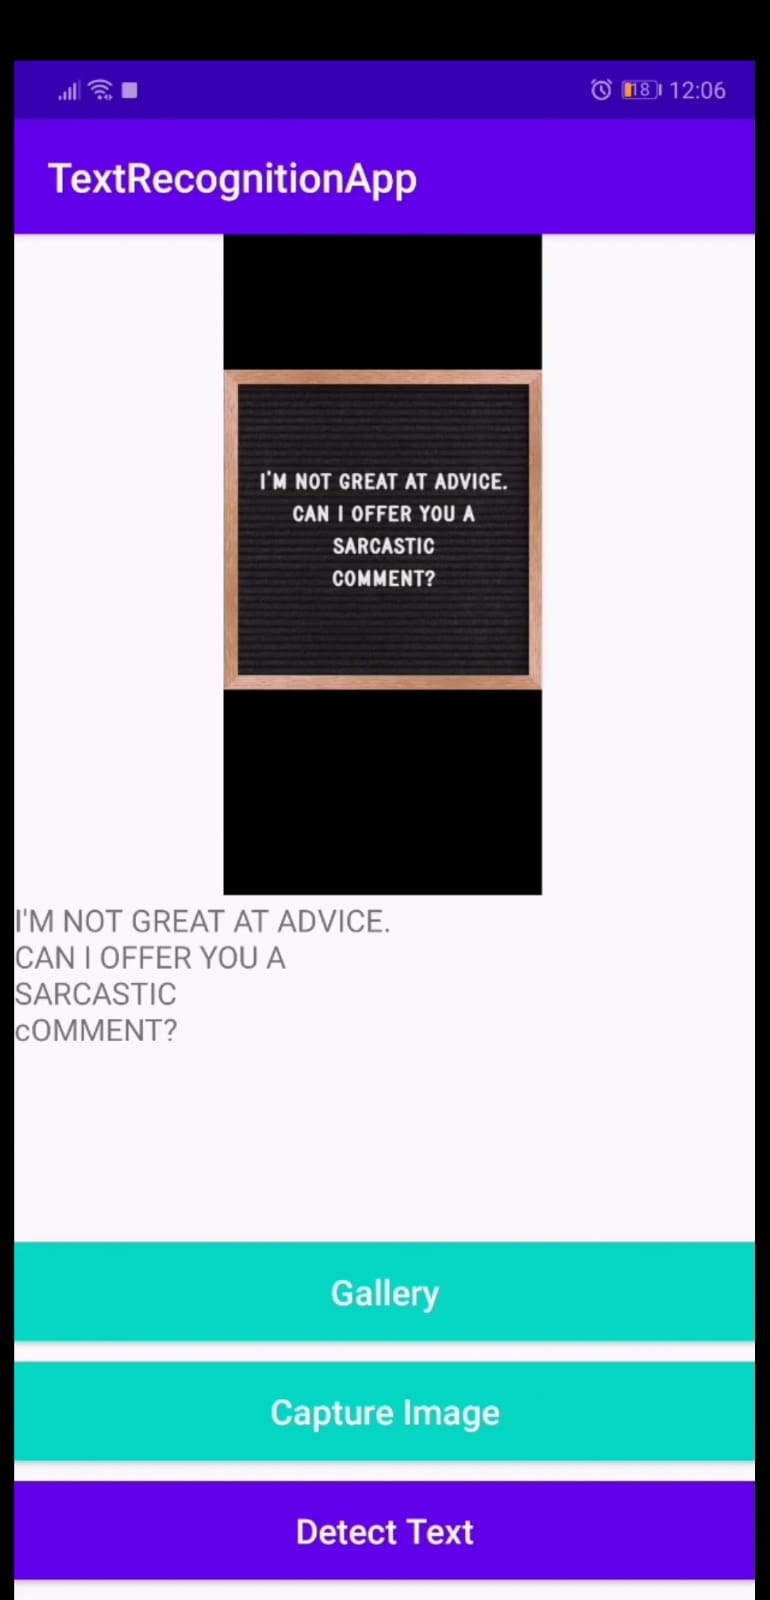 18 12:06
TextRecognitionApp
I'M NOT GREAT AT ADVICE.
CAN I OFFER YOU A
SARCASTIC
COMMENT?
I'M NOT GREAT AT ADVICE.
CAN I OFFER YOU A
SARCASTIC
cOMMENT?
Gallery
Capture Image
Detect Text